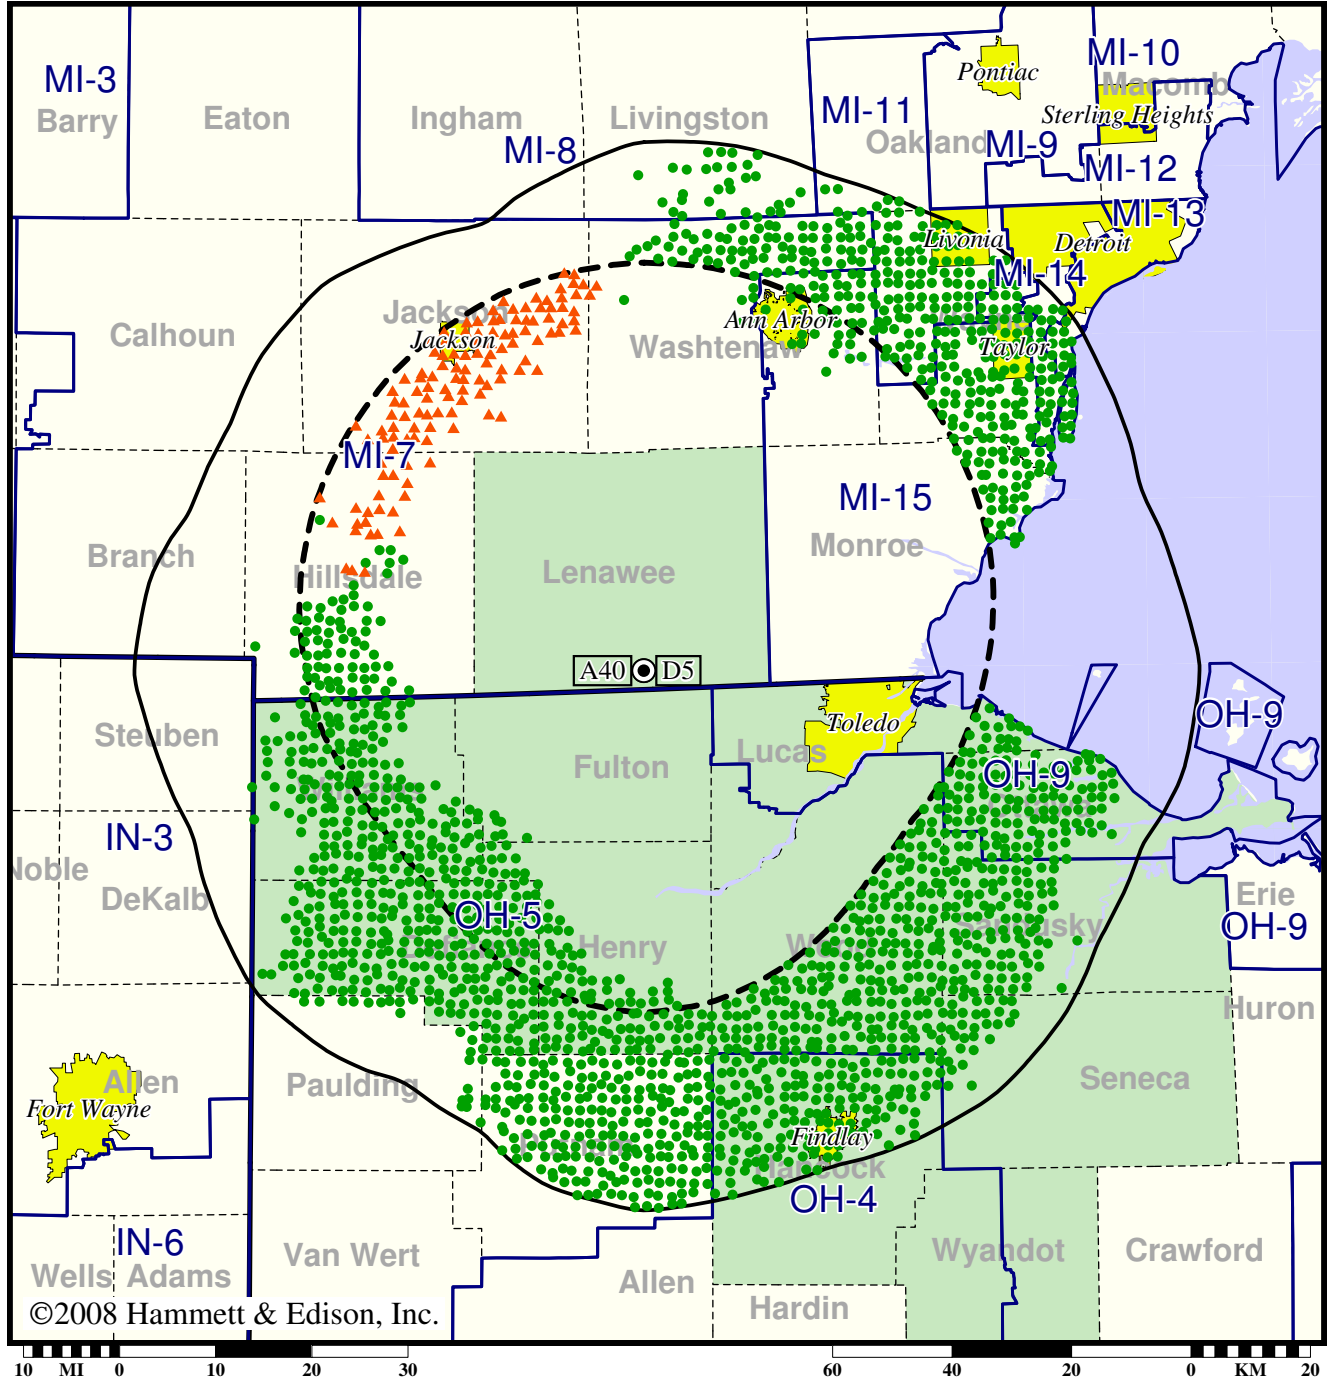 MI-3
Barry
Eaton
Ingham
MI-8
Livingston
MI-11
Oakland
Pontiac
MI-10
Macomb
Sterling Heights
MI-9
MI-12
MI-13
Livonia
Detroit
MI-14
Calhoun
Jackson
Jackson
Washtenaw
Ann Arbor
Taylor
MI-7
MI-15
Monroe
Branch
Hillsdale
Lenawee
A40
D5
Steuben
Fulton
Lucas
Toledo
OH-9
OH-9
IN-3
Noble
DeKalb
OH-5
Henry
Sandusky
Erie
OH-9
Huron
Allen
Fort Wayne
Paulding
Seneca
Findlay
Hancock
OH-4
IN-6
Wells
Adams
Van Wert
Allen
Hardin
Wyandot
Crawford
©2008 Hammett & Edison, Inc.
10 MI 0 10 20 30 60 40 20 0 KM 20